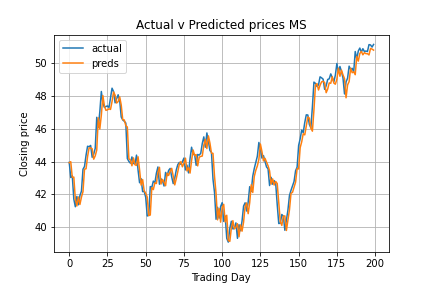 Actual v Predicted prices MS
actual
preds
Closing price
50
48
46
44
42
40
0 25 50 75 100 125 150 175 200
Trading Day